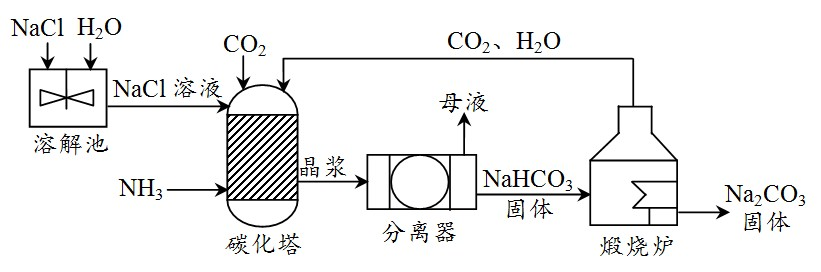 NaCl H₂O
溶解池
NaCl 溶液
CO₂
NH₃
碳化塔
晶浆
CO₂、H₂O
母液
分离器
NaHCO₃
固体
煅烧炉
Na₂CO₃
固体